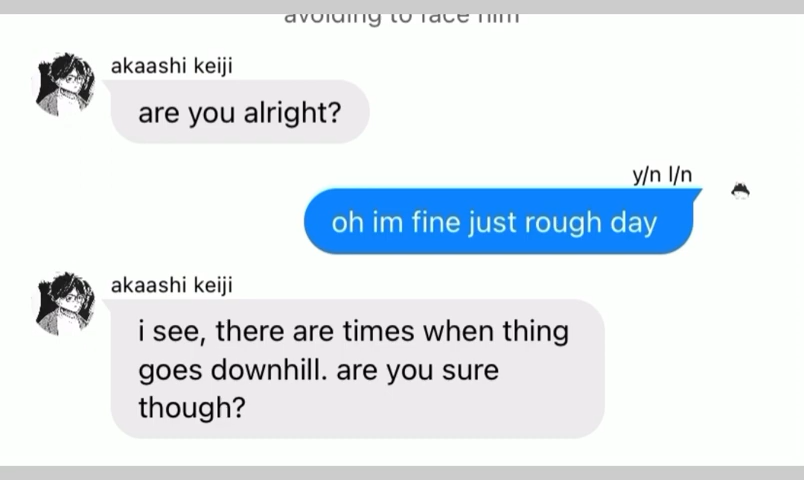 avoiding to face him
akaashi keiji
are you alright?
y/n l/n
oh im fine just rough day
akaashi keiji
i see, there are times when thing
goes downhill. are you sure
though?